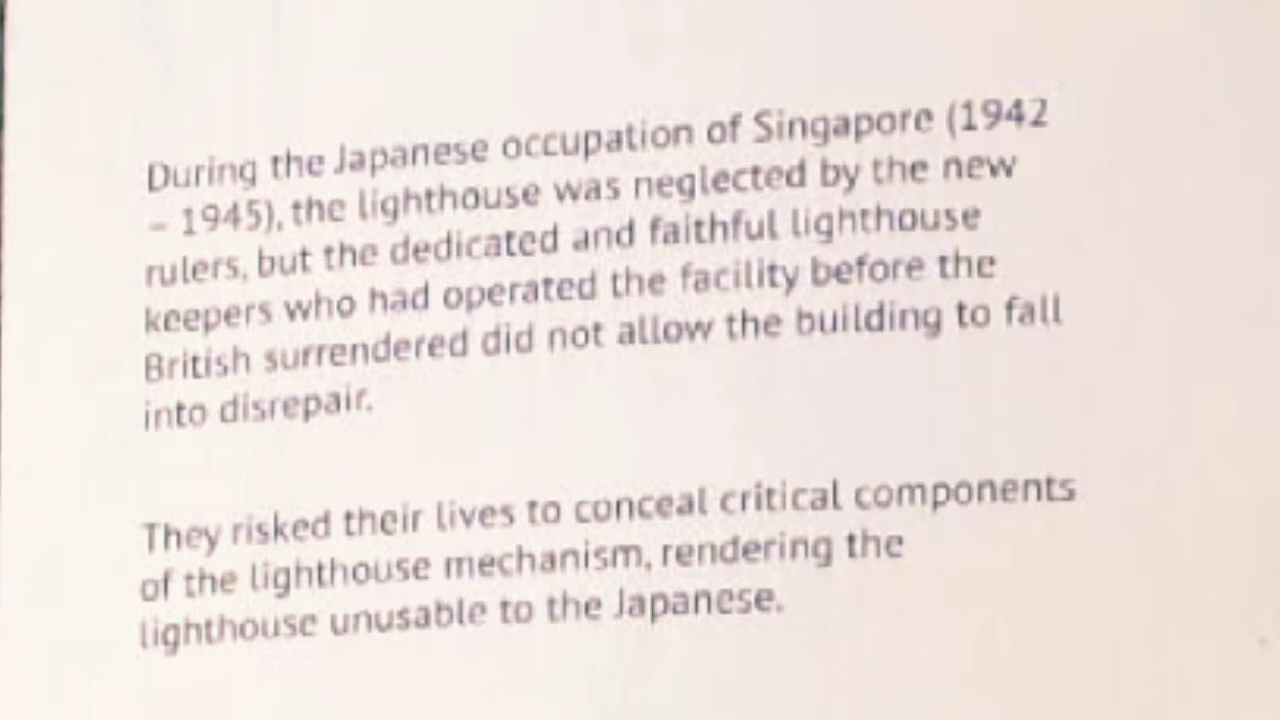 During the Japanese occupation of Singapore (1942
– 1945), the lighthouse was neglected by the new
rulers, but the dedicated and faithful lighthouse
keepers who had operated the facility before the
British surrendered did not allow the building to fall
into disrepair.
They risked their lives to conceal critical components
of the lighthouse mechanism, rendering the
lighthouse unusable to the Japanese.